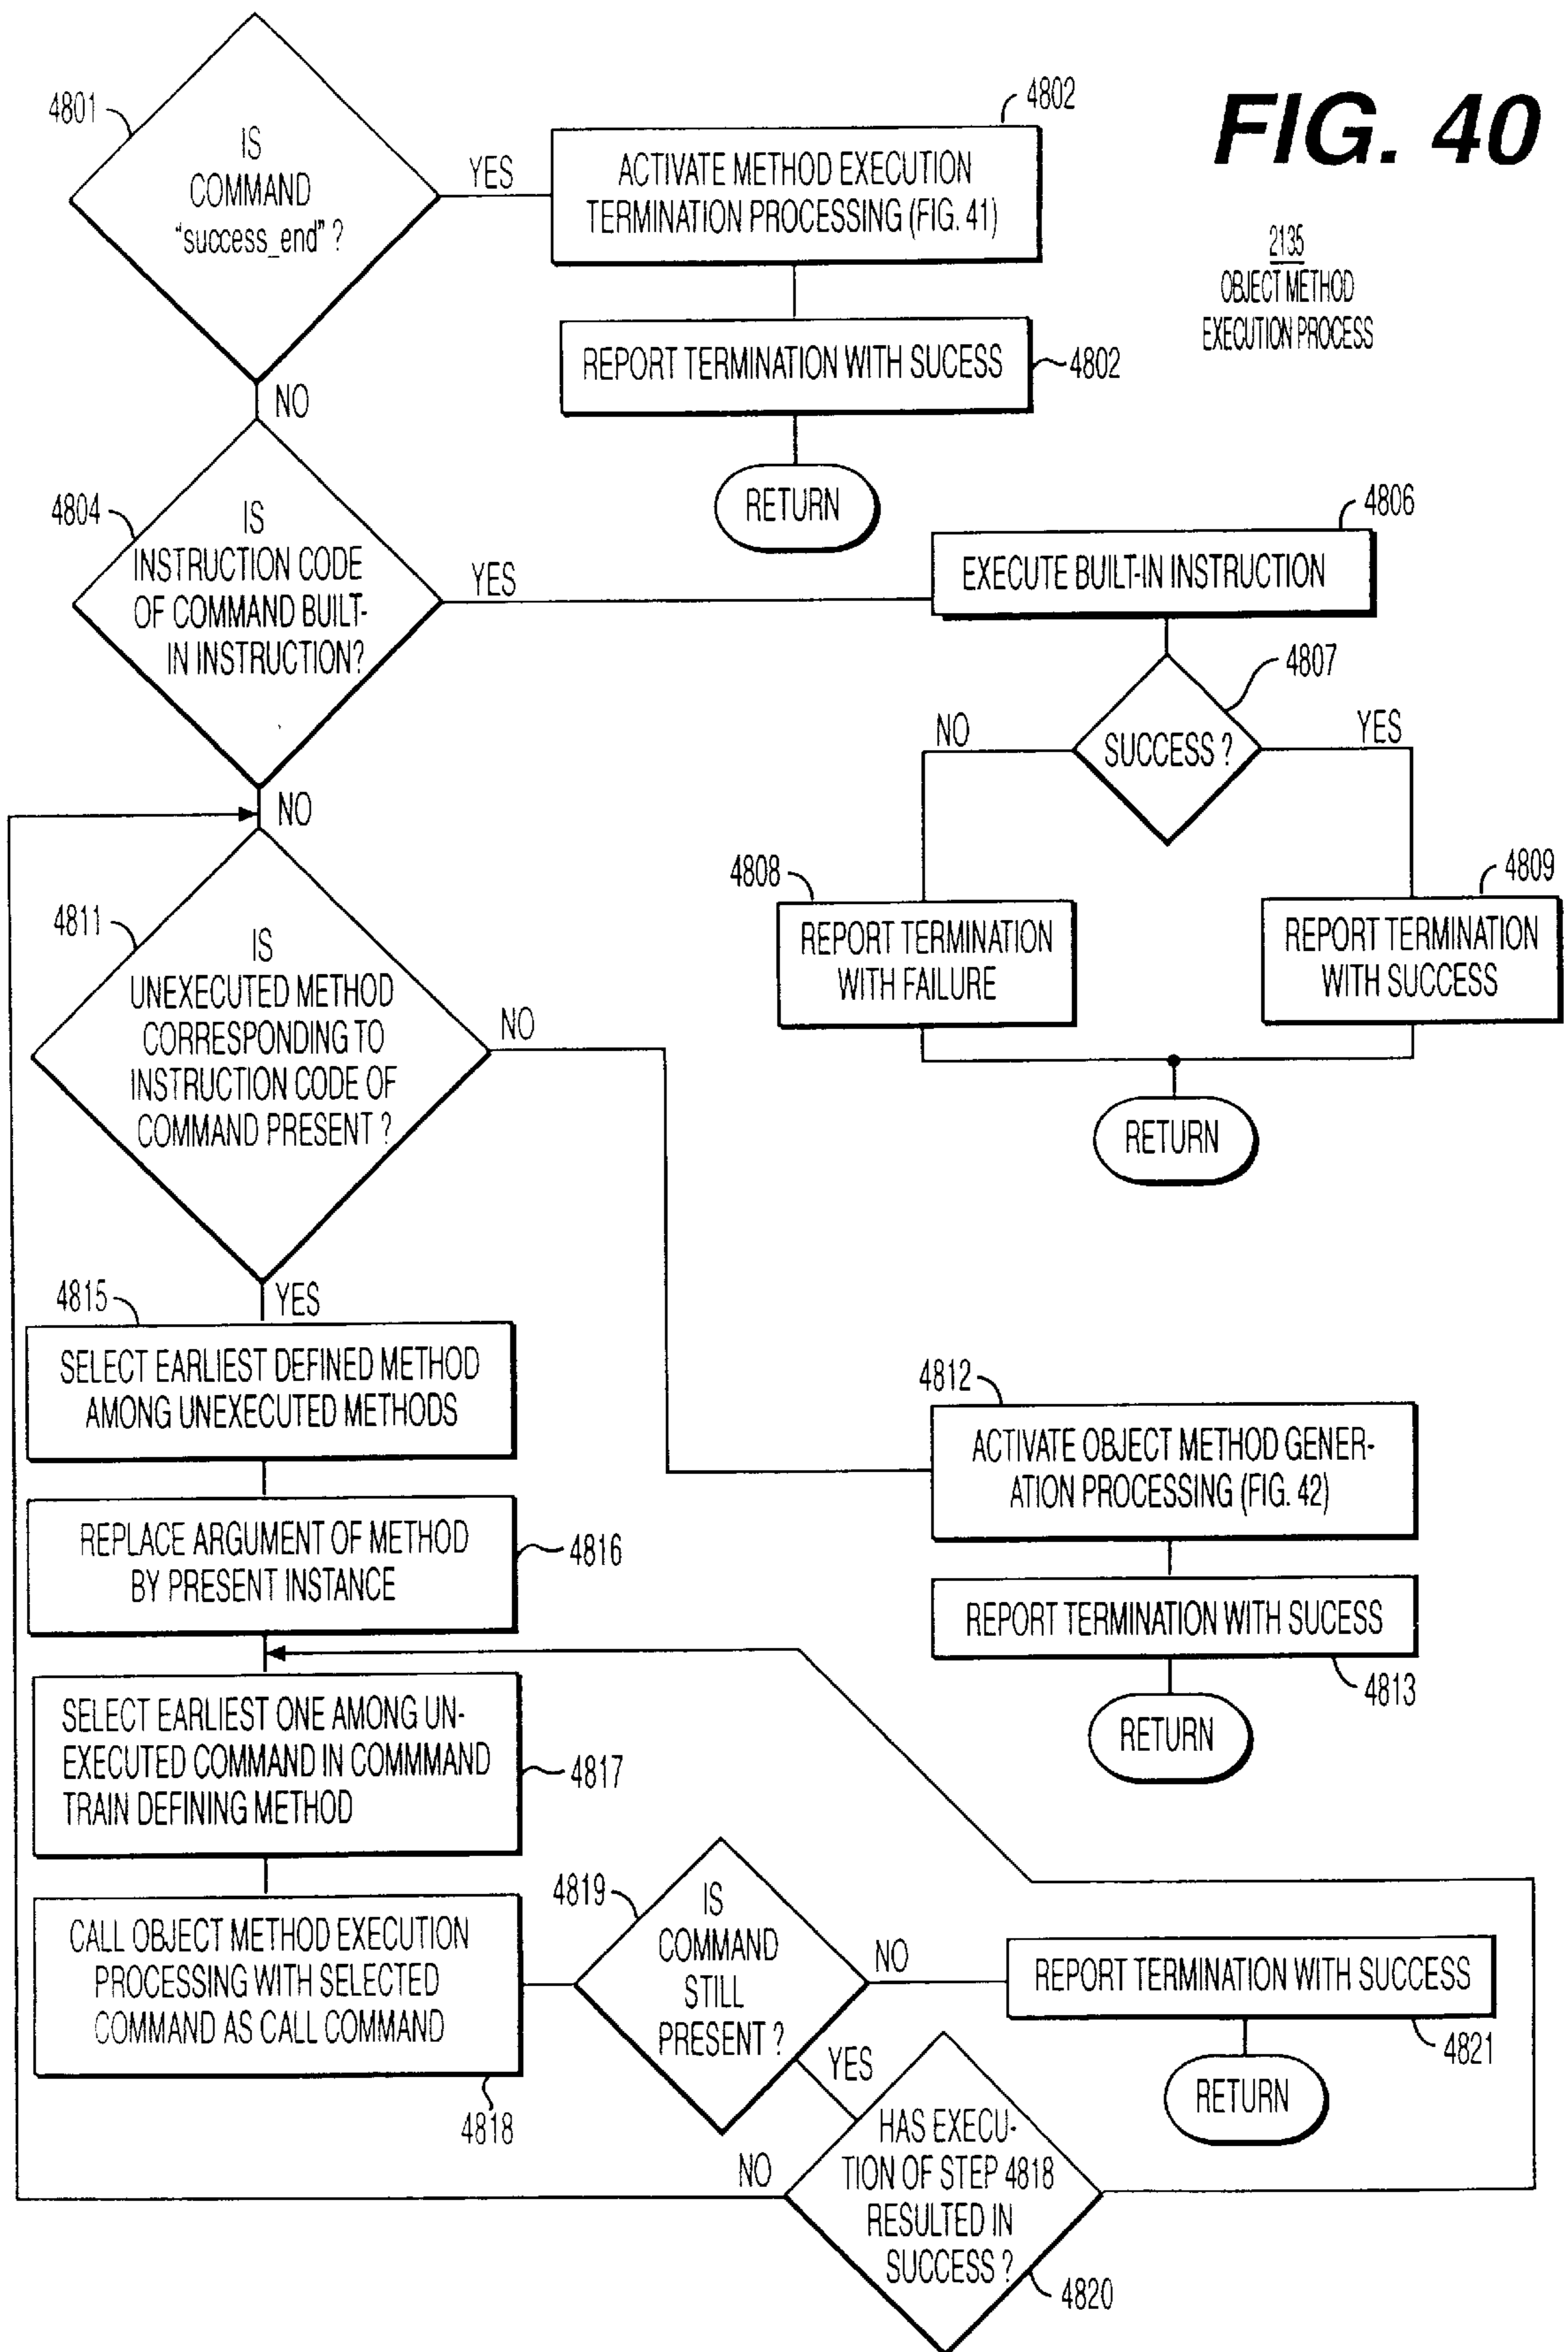 FIG. 40
2135
OBJECT METHOD
EXECUTION PROCESS
4801
IS
COMMAND
"success_end" ?
YES
4802
ACTIVATE METHOD EXECUTION
TERMINATION PROCESSING (FIG. 41)
REPORT TERMINATION WITH SUCESS
4802
RETURN
NO
4804
IS
INSTRUCTION CODE
OF COMMAND BUILT-
IN INSTRUCTION?
YES
4806
EXECUTE BUILT-IN INSTRUCTION
4807
SUCCESS ?
NO
YES
4808
REPORT TERMINATION
WITH FAILURE
4809
REPORT TERMINATION
WITH SUCCESS
RETURN
NO
4811
IS
UNEXECUTED METHOD
CORRESPONDING TO
INSTRUCTION CODE OF
COMMAND PRESENT ?
NO
YES
4812
ACTIVATE OBJECT METHOD GENER-
ATION PROCESSING (FIG. 42)
REPORT TERMINATION WITH SUCESS
4813
RETURN
4815
SELECT EARLIEST DEFINED METHOD
AMONG UNEXECUTED METHODS
REPLACE ARGUMENT OF METHOD
BY PRESENT INSTANCE
4816
SELECT EARLIEST ONE AMONG UN-
EXECUTED COMMAND IN COMMMAND
TRAIN DEFINING METHOD
4817
CALL OBJECT METHOD EXECUTION
PROCESSING WITH SELECTED
COMMAND AS CALL COMMAND
4818
4819
IS
COMMAND
STILL
PRESENT ?
NO
REPORT TERMINATION WITH SUCCESS
4821
RETURN
YES
HAS EXECU-
TION OF STEP 4818
RESULTED IN
SUCCESS ?
4820
NO